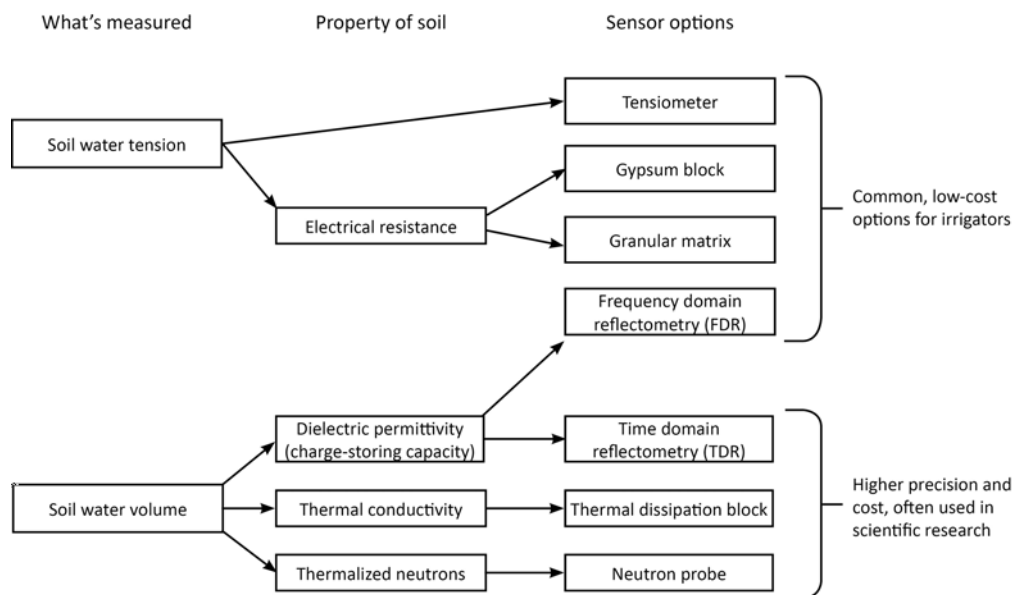 What's measured
Property of soil
Sensor options
Soil water tension
Tensiometer
Electrical resistance
Gypsum block
Granular matrix
Frequency domain
reflectometry (FDR)
Common, low-cost
options for irrigators
Soil water volume
Dielectric permittivity
(charge-storing capacity)
Time domain
reflectometry (TDR)
Thermal conductivity
Thermal dissipation block
Thermalized neutrons
Neutron probe
Higher precision and
cost, often used in
scientific research